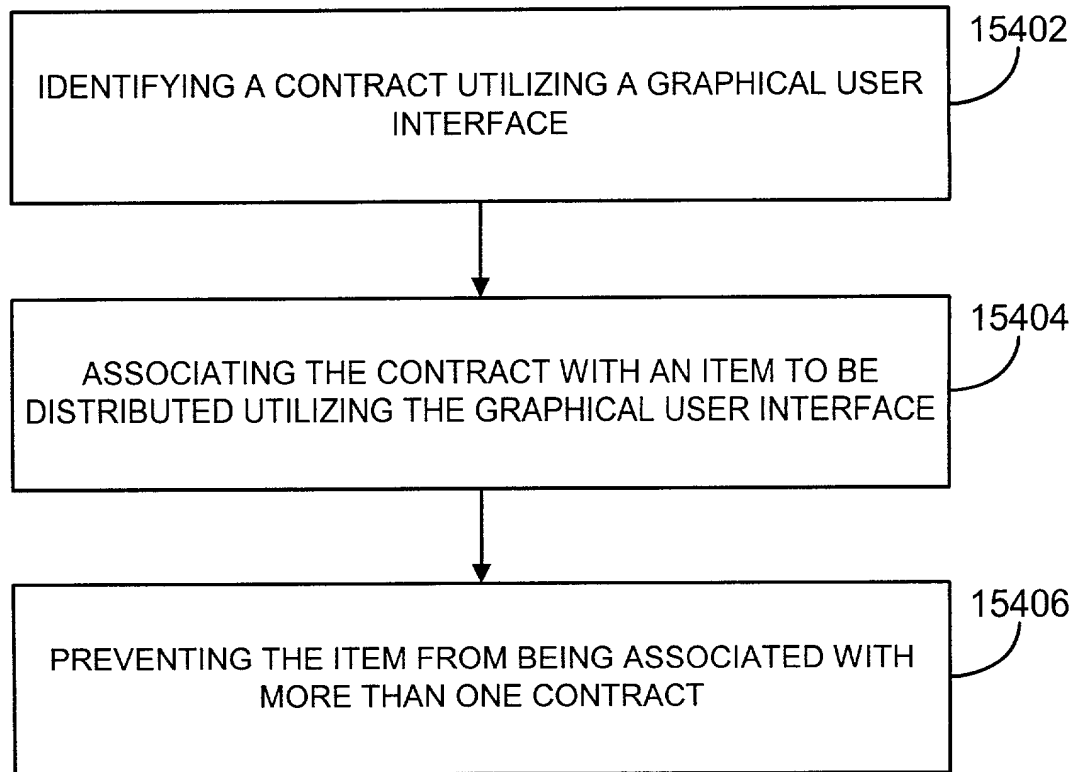 15402
IDENTIFYING A CONTRACT UTILIZING A GRAPHICAL USER
INTERFACE
15404
ASSOCIATING THE CONTRACT WITH AN ITEM TO BE
DISTRIBUTED UTILIZING THE GRAPHICAL USER INTERFACE
15406
PREVENTING THE ITEM FROM BEING ASSOCIATED WITH
MORE THAN ONE CONTRACT